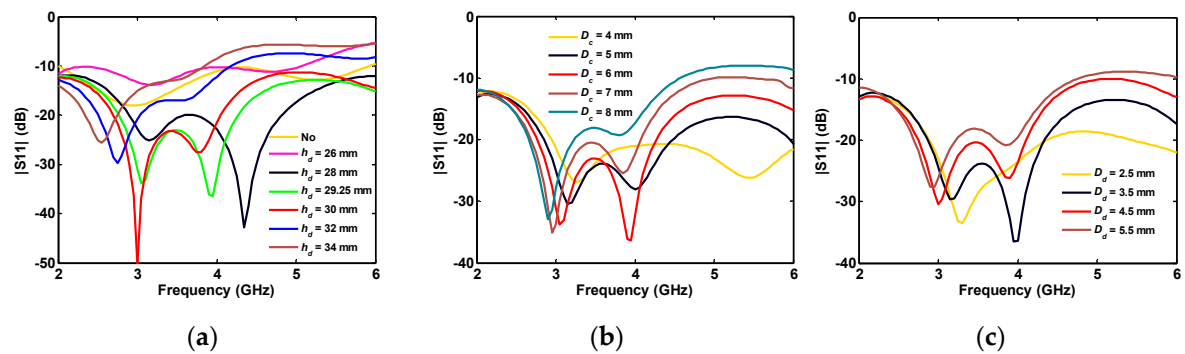 0
-10
-20
-30
-40
-50
2
3
4
5
6
|S11| (dB)
Frequency (GHz)
No
h_d = 26 mm
h_d = 28 mm
h_d = 29.25 mm
h_d = 30 mm
h_d = 32 mm
h_d = 34 mm
(a)
0
-10
-20
-30
-40
2
3
4
5
6
|S11| (dB)
Frequency (GHz)
D_c = 4 mm
D_c = 5 mm
D_c = 6 mm
D_c = 7 mm
D_c = 8 mm
(b)
0
-10
-20
-30
-40
2
3
4
5
6
|S11| (dB)
Frequency (GHz)
D_d = 2.5 mm
D_d = 3.5 mm
D_d = 4.5 mm
D_d = 5.5 mm
(c)